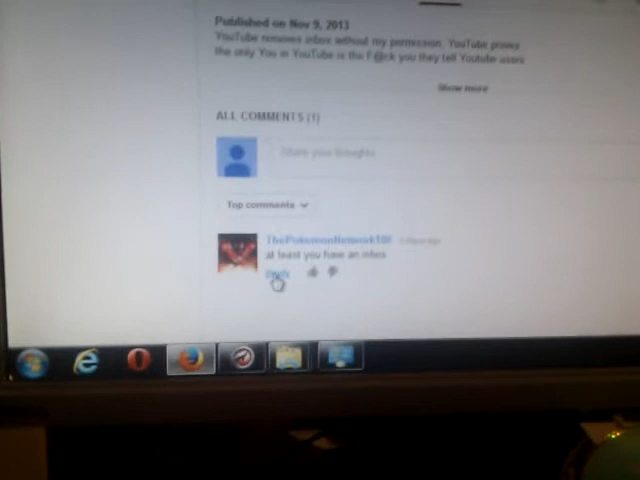 Published on Nov 9, 2013
YouTube removes inbox without my permission. YouTube proves
the only You in YouTube is the F@ck you they tell Youtube users
Show more
ALL COMMENTS (1)
Share your thoughts
Top comments
ThePokemonNetwork100
at least you have an inbox
Reply